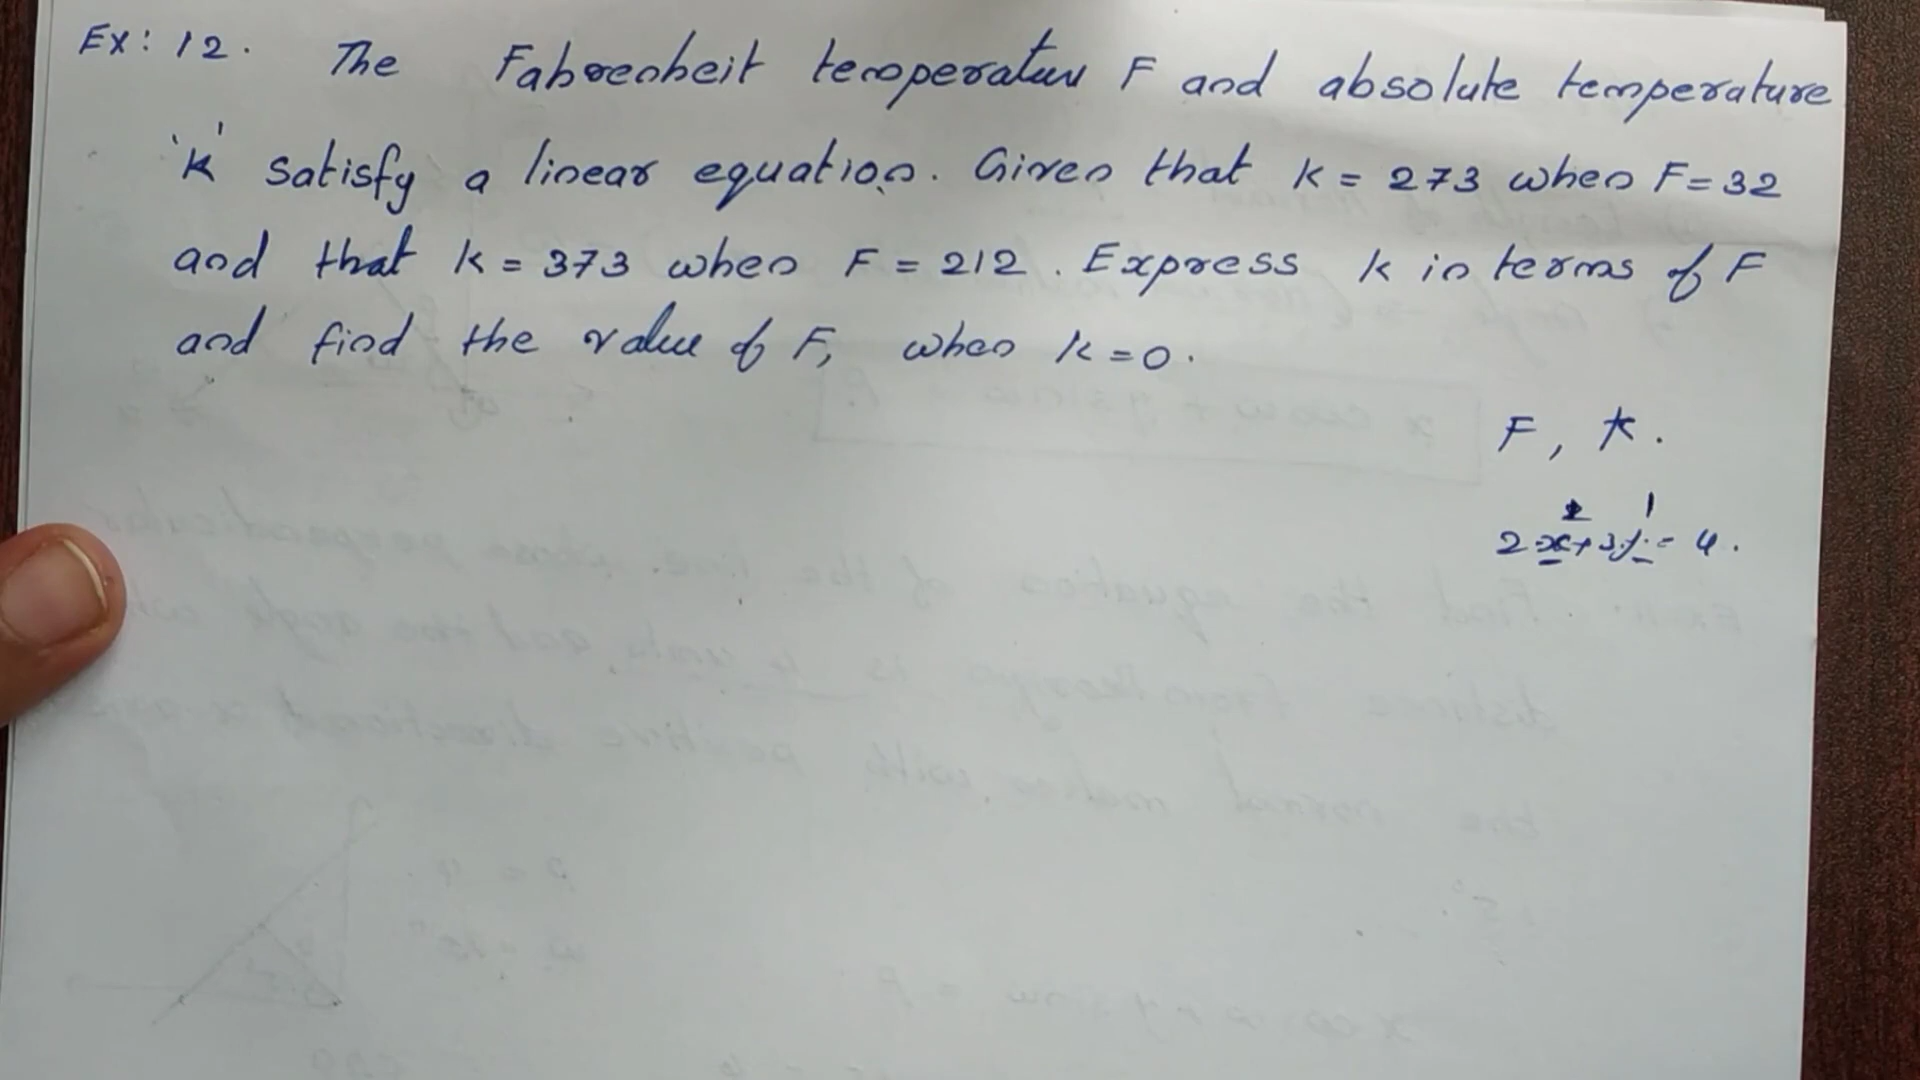 Ex: 12. The Fahrenheit temperature F and absolute temperature
'K' satisfy a linear equation. Given that K = 273 when F = 32
and that K = 373 when F = 212. Express K in terms of F
and find the value of F, when K = 0.
F, K.
2x+3y = 4.